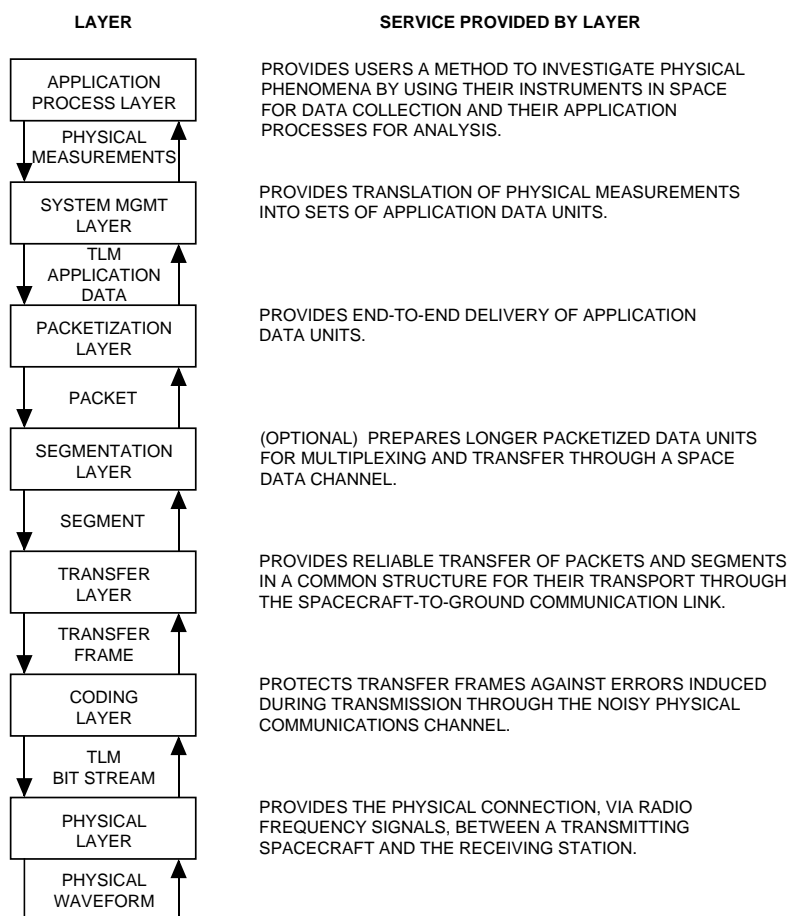 LAYER
SERVICE PROVIDED BY LAYER
APPLICATION
PROCESS LAYER
PROVIDES USERS A METHOD TO INVESTIGATE PHYSICAL
PHENOMENA BY USING THEIR INSTRUMENTS IN SPACE
FOR DATA COLLECTION AND THEIR APPLICATION
PROCESSES FOR ANALYSIS.
PHYSICAL
MEASUREMENTS
SYSTEM MGMT
LAYER
PROVIDES TRANSLATION OF PHYSICAL MEASUREMENTS
INTO SETS OF APPLICATION DATA UNITS.
TLM
APPLICATION
DATA
PACKETIZATION
LAYER
PROVIDES END-TO-END DELIVERY OF APPLICATION
DATA UNITS.
PACKET
SEGMENTATION
LAYER
(OPTIONAL) PREPARES LONGER PACKETIZED DATA UNITS
FOR MULTIPLEXING AND TRANSFER THROUGH A SPACE
DATA CHANNEL.
SEGMENT
TRANSFER
LAYER
PROVIDES RELIABLE TRANSFER OF PACKETS AND SEGMENTS
IN A COMMON STRUCTURE FOR THEIR TRANSPORT THROUGH
THE SPACECRAFT-TO-GROUND COMMUNICATION LINK.
TRANSFER
FRAME
CODING
LAYER
PROTECTS TRANSFER FRAMES AGAINST ERRORS INDUCED
DURING TRANSMISSION THROUGH THE NOISY PHYSICAL
COMMUNICATIONS CHANNEL.
TLM
BIT STREAM
PHYSICAL
LAYER
PROVIDES THE PHYSICAL CONNECTION, VIA RADIO
FREQUENCY SIGNALS, BETWEEN A TRANSMITTING
SPACECRAFT AND THE RECEIVING STATION.
PHYSICAL
WAVEFORM